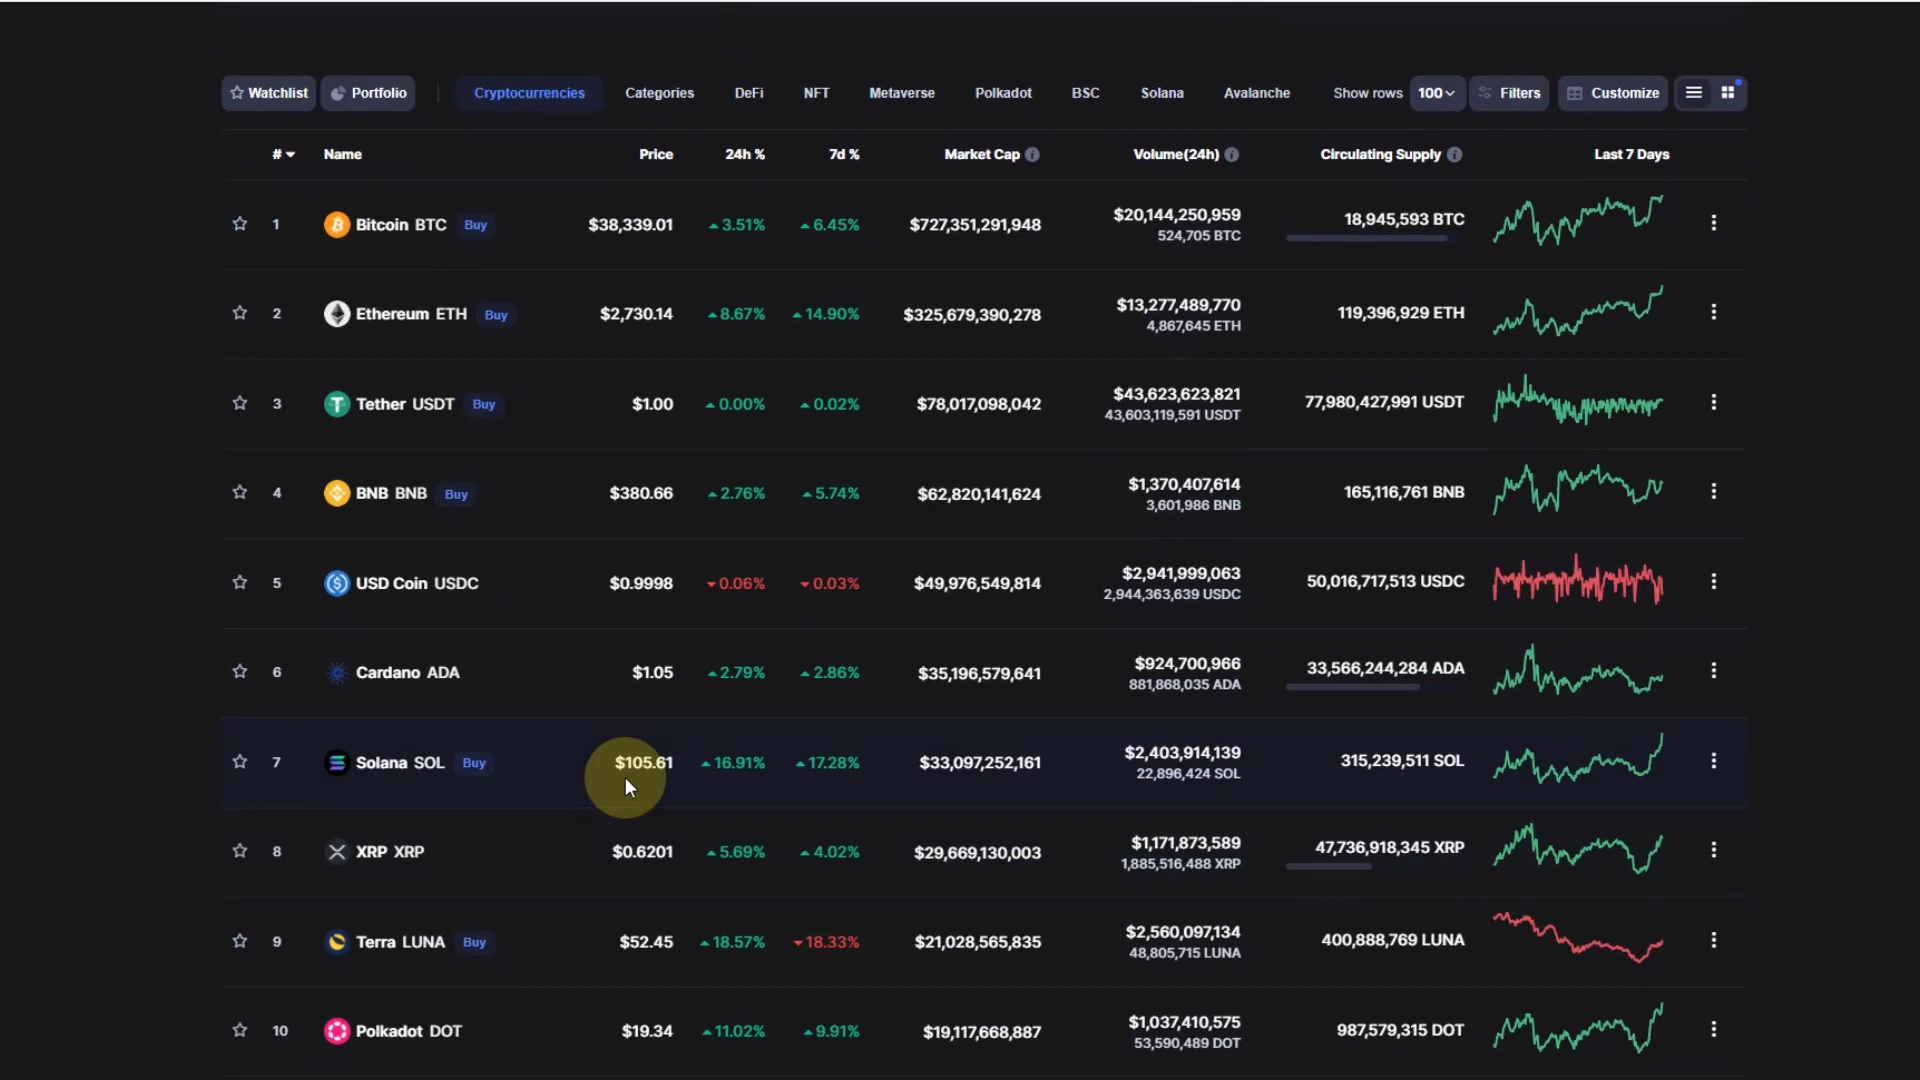 Watchlist Portfolio Cryptocurrencies Categories DeFi NFT Metaverse Polkadot BSC Solana Avalanche Show rows 100 Filters Customize
# Name Price 24h % 7d % Market Cap Volume(24h) Circulating Supply Last 7 Days
1 Bitcoin BTC Buy $38,339.01 3.51% 6.45% $727,351,291,948 $20,144,250,959 18,945,593 BTC
524,705 BTC
2 Ethereum ETH Buy $2,730.14 8.67% 14.90% $325,679,390,278 $13,277,489,770 119,396,929 ETH
4,867,645 ETH
3 Tether USDT Buy $1.00 0.00% 0.02% $78,017,098,042 $43,623,623,821 77,980,427,991 USDT
43,603,119,591 USDT
4 BNB BNB Buy $380.66 2.76% 5.74% $62,820,141,624 $1,370,407,614 165,116,761 BNB
3,601,986 BNB
5 USD Coin USDC $0.9998 0.06% 0.03% $49,976,549,814 $2,941,999,063 50,016,717,513 USDC
2,944,363,639 USDC
6 Cardano ADA $1.05 2.79% 2.86% $35,196,579,641 $924,700,966 33,566,244,284 ADA
881,868,035 ADA
7 Solana SOL Buy $105.61 16.91% 17.28% $33,097,252,161 $2,403,914,139 315,239,511 SOL
22,896,424 SOL
8 XRP XRP $0.6201 5.69% 4.02% $29,669,130,003 $1,171,873,589 47,736,918,345 XRP
1,885,516,488 XRP
9 Terra LUNA Buy $52.45 18.57% 18.33% $21,028,565,835 $2,560,097,134 400,888,769 LUNA
48,805,715 LUNA
10 Polkadot DOT $19.34 11.02% 9.91% $19,117,668,887 $1,037,410,575 987,579,315 DOT
53,590,489 DOT